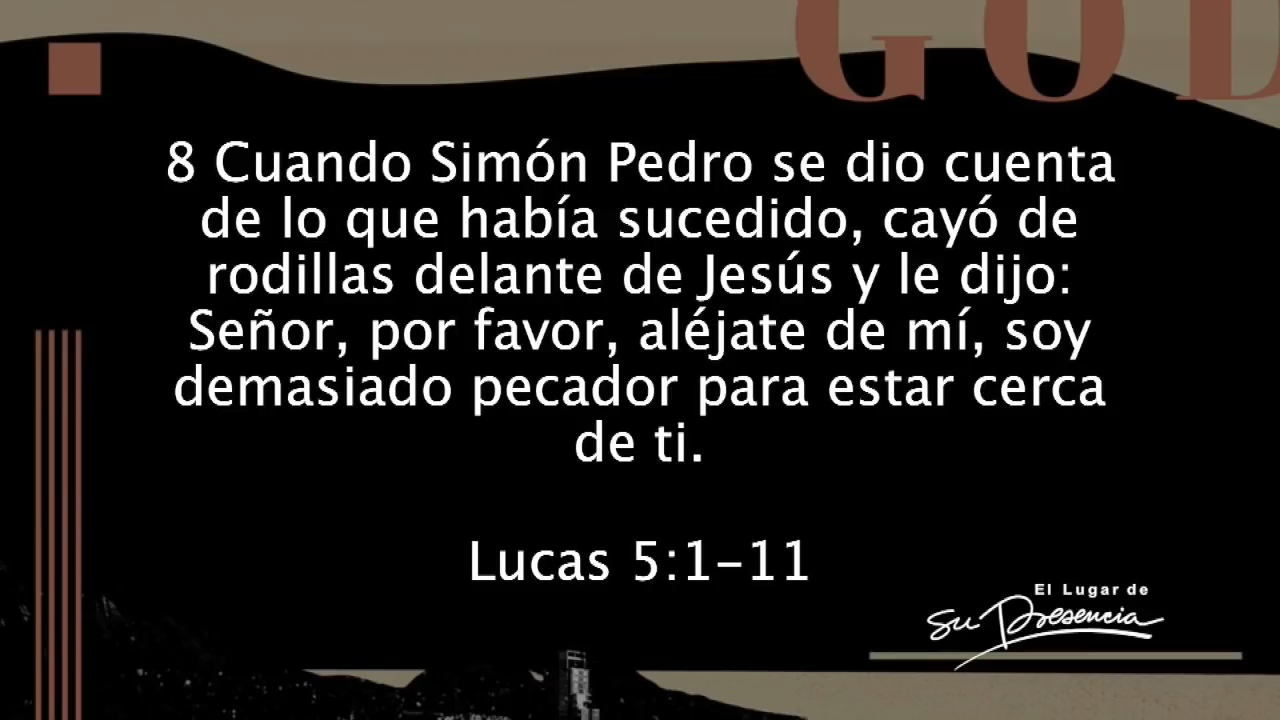 GOD
8 Cuando Simón Pedro se dio cuenta
de lo que había sucedido, cayó de
rodillas delante de Jesús y le dijo:
Señor, por favor, aléjate de mí, soy
demasiado pecador para estar cerca
de ti.
Lucas 5:1-11
El Lugar de
Su Presencia